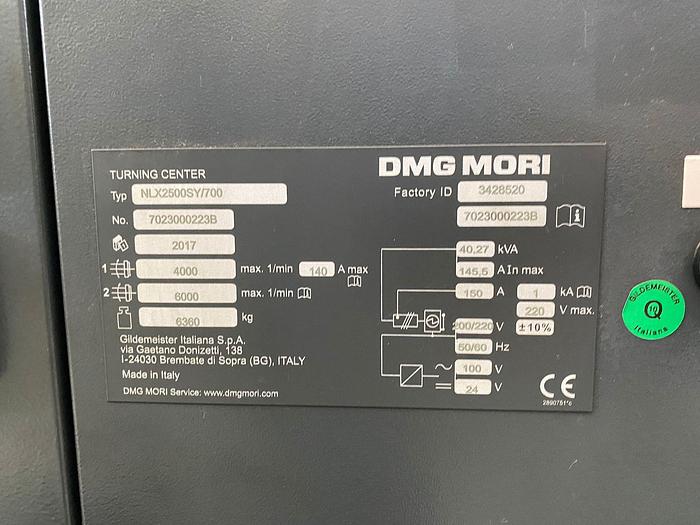 TURNING CENTER
Typ NLX2500SY/700
No. 7023000223B
2017
1 4000 max. 1/min 140 A max
2 6000 max. 1/min
6360 kg
Gildemeister Italiana S.p.A.
via Gaetano Donizetti, 138
I-24030 Brembate di Sopra (BG), ITALY
Made in Italy
DMG MORI Service: www.dmgmori.com
DMG MORI
Factory ID 3428520
7023000223B
40,27 kVA
145,5 A In max
150 A 1 kA
220 V max.
200/220 V ±10%
50/60 Hz
100 V
24 V
CE
GILDEMEISTER
Q
italiana